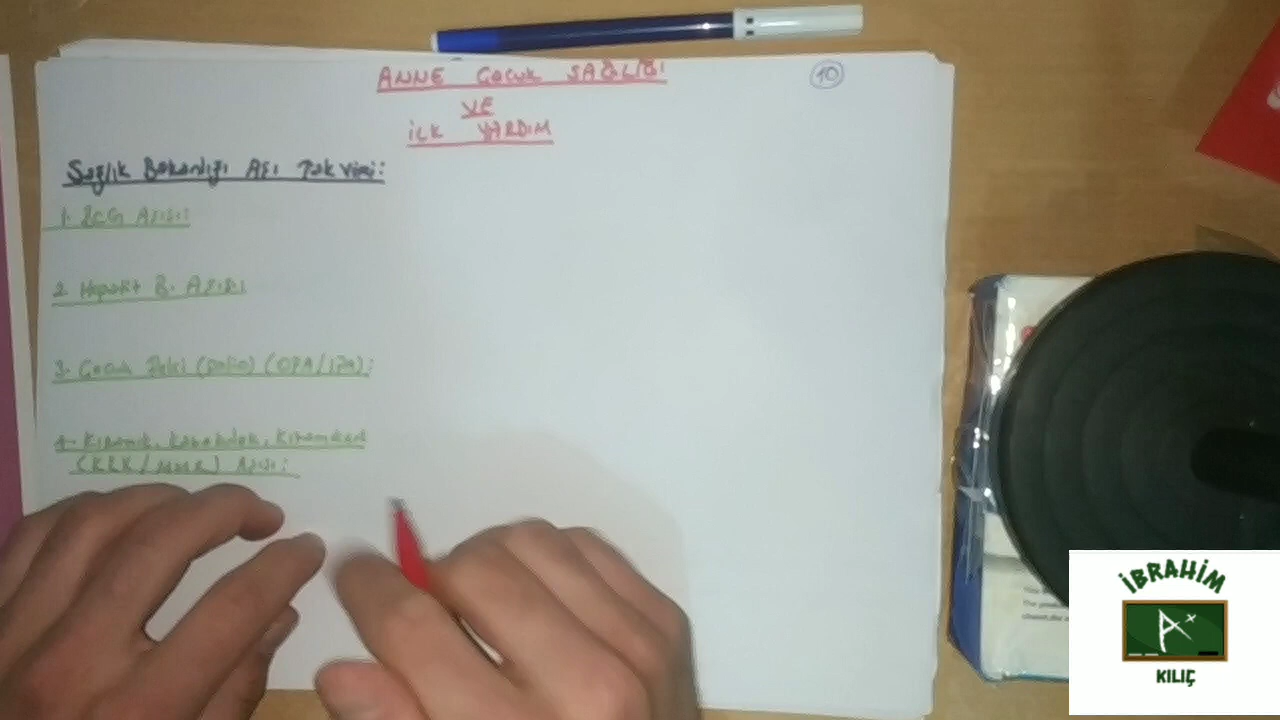 ANNE Çocuk SAĞLIĞI
10
VE
İLK YARDIM
Sağlık Bakanlığı Aşı Takvimi:
1. BCG Aşısı:
2. Hepatit B. Aşısı
3. Çocuk Felci (Polio) (OPA/İPA):
4. Kızamık, Kabakulak, Kızamıkçık
(KKK/MMR) Aşısı:
İBRAHİM
A+
KILIÇ